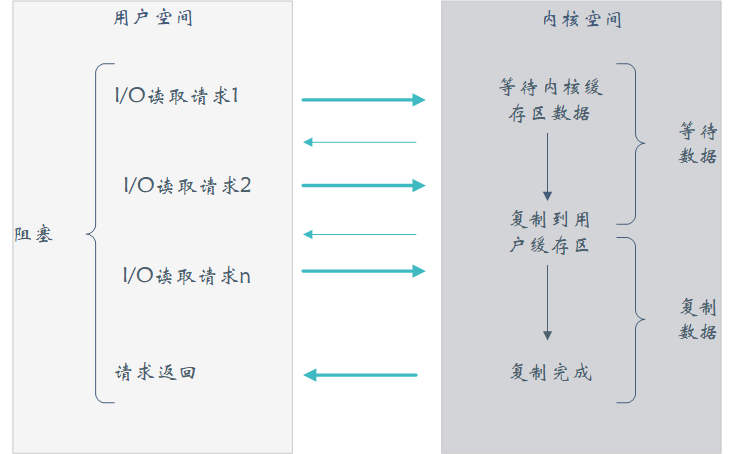 用户空间
内核空间
阻塞
I/O读取请求1
I/O读取请求2
I/O读取请求n
请求返回
等待内核缓
存区数据
复制到用
户缓存区
复制完成
等待
数据
复制
数据